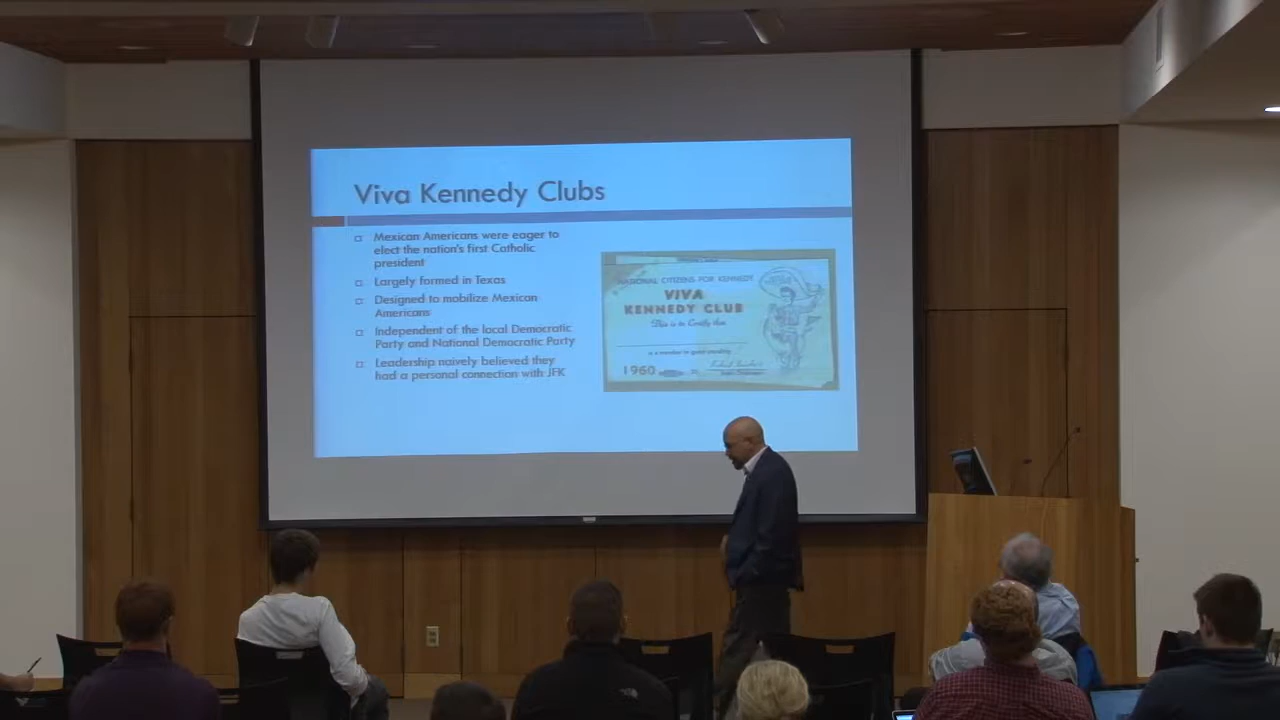 Viva Kennedy Clubs
Mexican Americans were eager to
elect the nation's first Catholic
president
Largely formed in Texas
Designed to mobilize Mexican
Americans
Independent of the local Democratic
Party and National Democratic Party
Leadership naively believed they
had a personal connection with JFK
NATIONAL CITIZENS FOR KENNEDY
VIVA
KENNEDY CLUB
This is to Certify that
is a member in good standing
1960